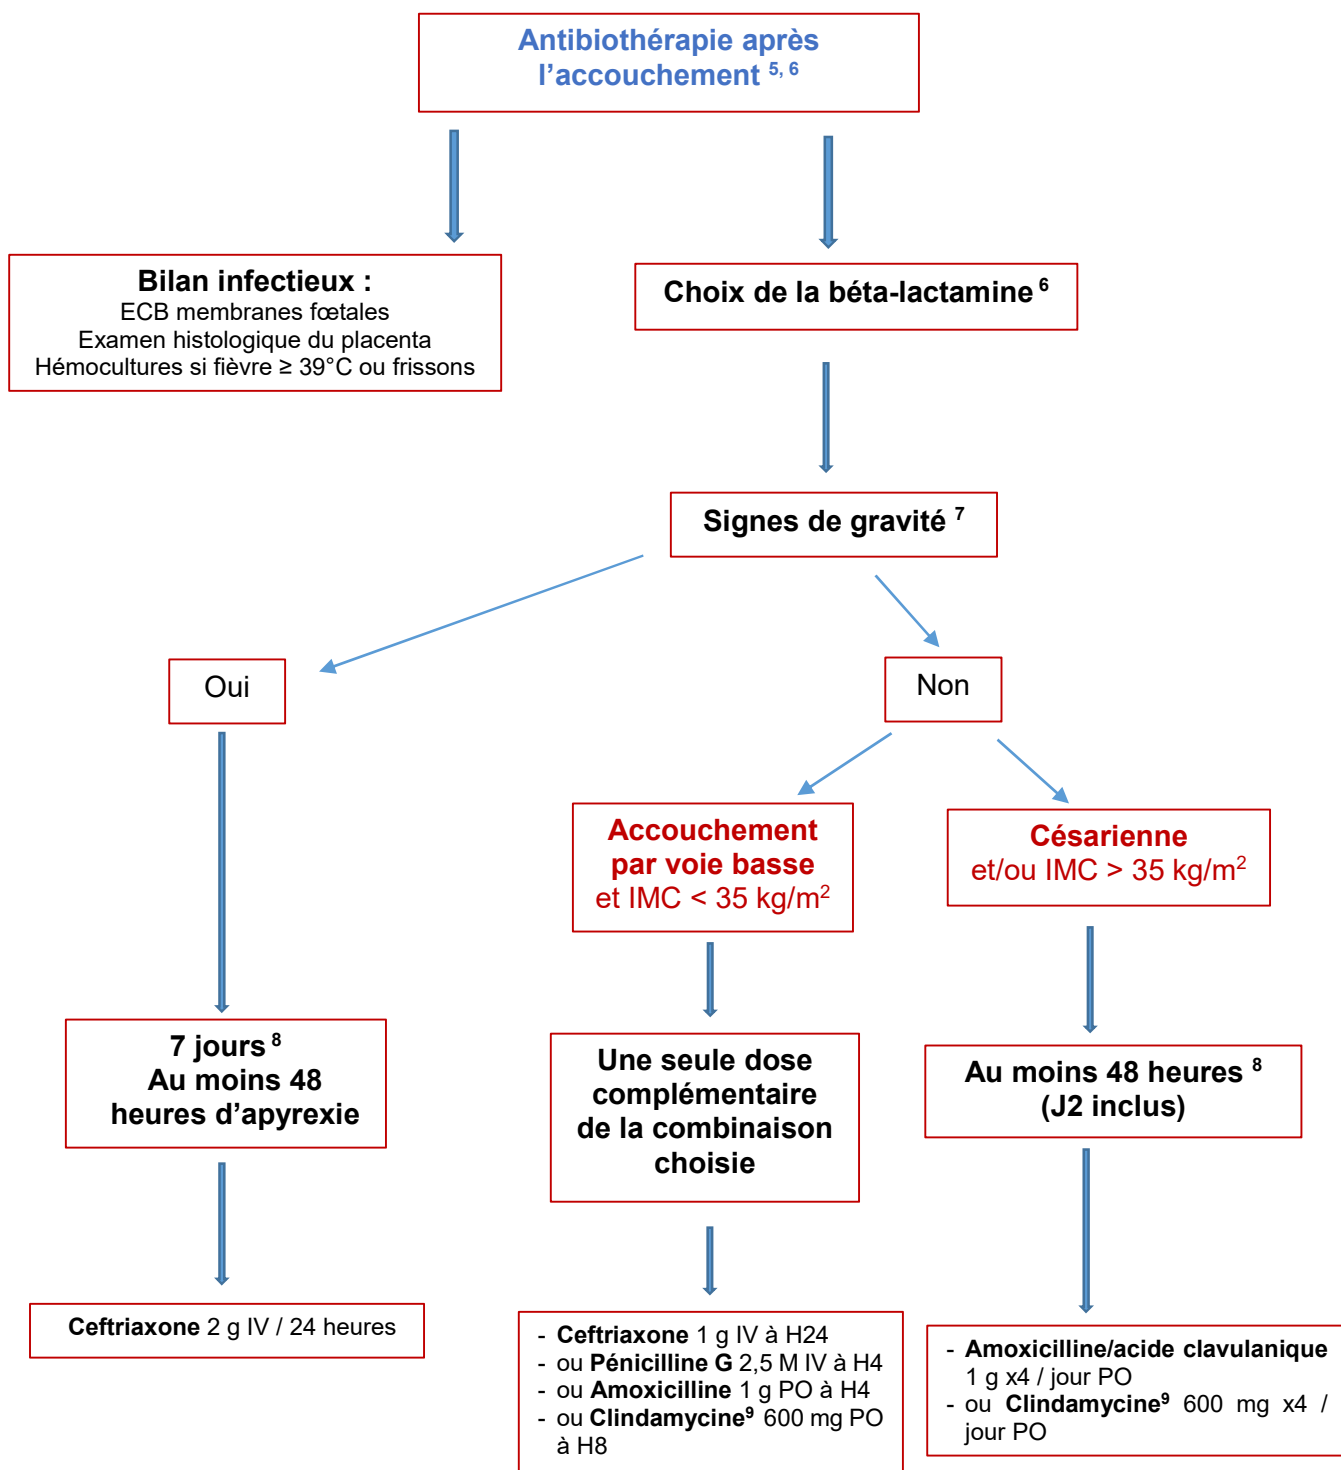 Antibiothérapie après
l’accouchement 5, 6
Bilan infectieux :
ECB membranes fœtales
Examen histologique du placenta
Hémocultures si fièvre ≥ 39°C ou frissons
Choix de la béta-lactamine 6
Signes de gravité 7
Oui
Non
Accouchement
par voie basse
et IMC < 35 kg/m2
Césarienne
et/ou IMC > 35 kg/m2
7 jours 8
Au moins 48
heures d’apyrexie
Une seule dose
complémentaire
de la combinaison
choisie
Au moins 48 heures 8
(J2 inclus)
Ceftriaxone 2 g IV / 24 heures
- Ceftriaxone 1 g IV à H24
- ou Pénicilline G 2,5 M IV à H4
- ou Amoxicilline 1 g PO à H4
- ou Clindamycine9 600 mg PO
à H8
- Amoxicilline/acide clavulanique
1 g x4 / jour PO
- ou Clindamycine9 600 mg x4 /
jour PO